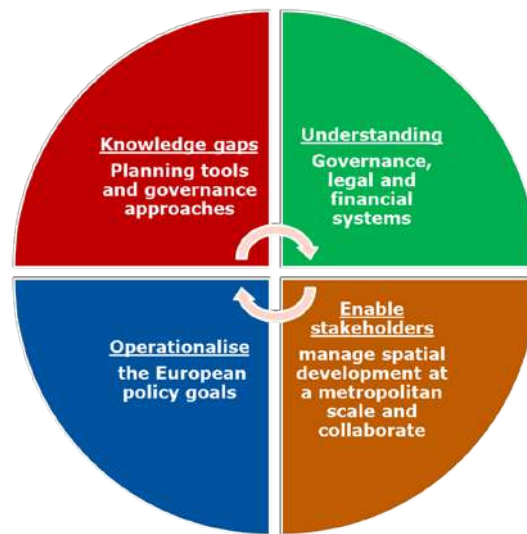 Knowledge gaps
Planning tools
and governance
approaches
Understanding
Governance,
legal and
financial
systems
Operationalise
the European
policy goals
Enable
stakeholders
manage spatial
development at
a metropolitan
scale and
collaborate